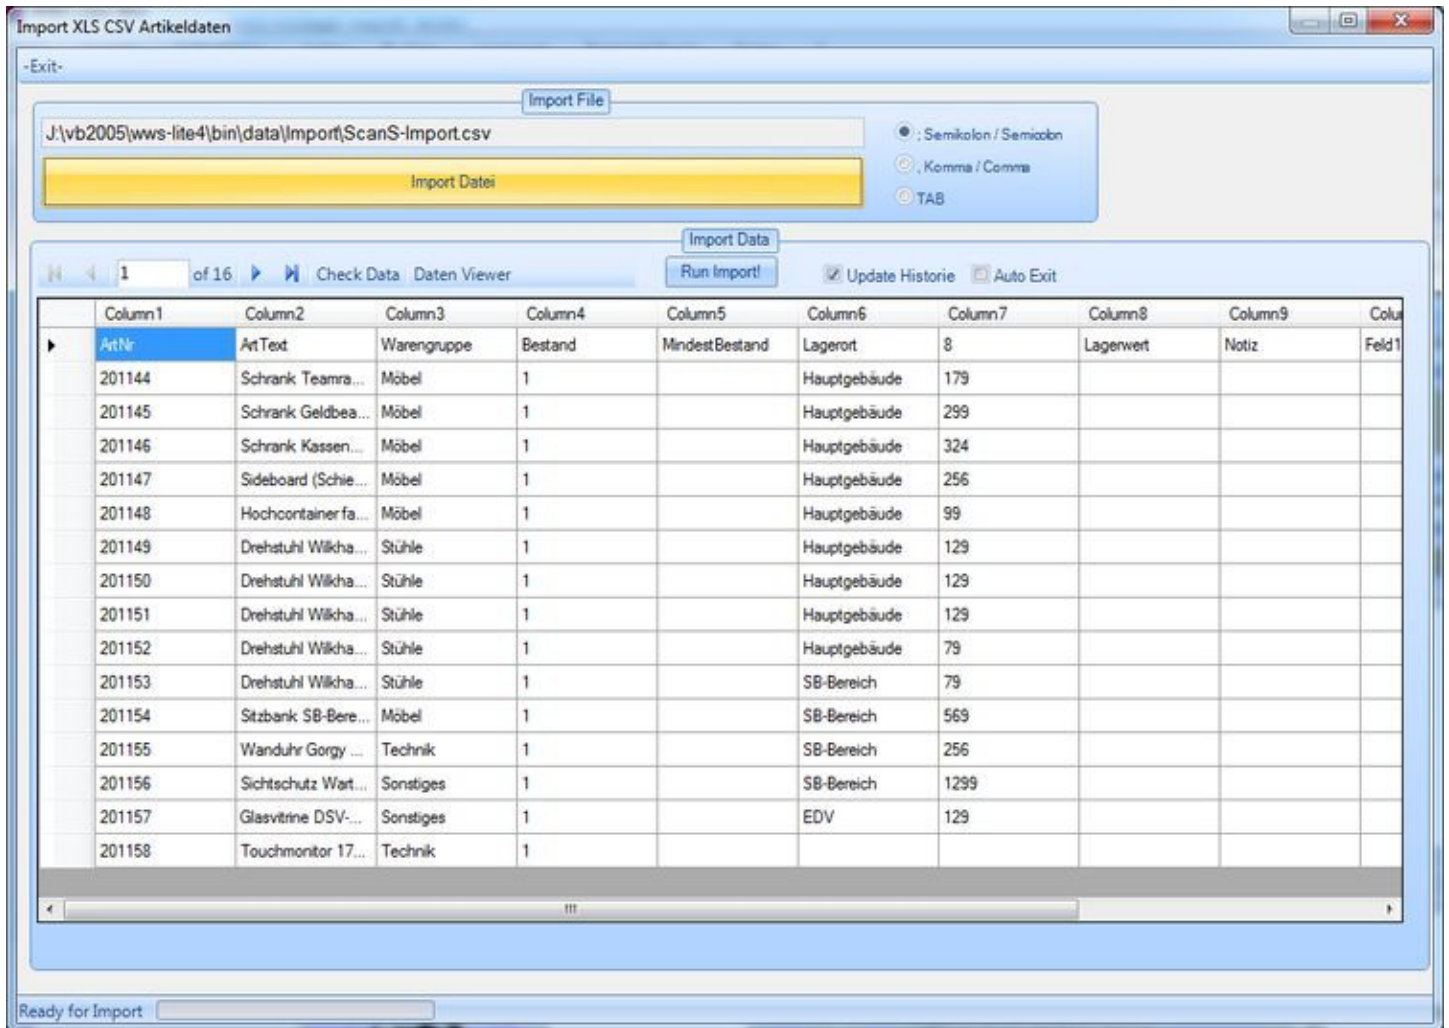 Import XLS CSV Artikeldaten
-Exit-
Import File
J:\vb2005\wws-lite4\bin\data\Import\ScanS-Import.csv
; Semikolon / Semicolon
Import Datei
, Komma / Comma
TAB
Import Data
1 of 16 Check Data Daten Viewer Run Import! Update Historie Auto Exit
Column1 Column2 Column3 Column4 Column5 Column6 Column7 Column8 Column9 Colu
ArtNr ArtText Warengruppe Bestand MindestBestand Lagerort 8 Lagerwert Notiz Feld1
201144 Schrank Teamra... Möbel 1 Hauptgebäude 179
201145 Schrank Geldbea... Möbel 1 Hauptgebäude 299
201146 Schrank Kassen... Möbel 1 Hauptgebäude 324
201147 Sideboard (Schie... Möbel 1 Hauptgebäude 256
201148 Hochcontainer fa... Möbel 1 Hauptgebäude 99
201149 Drehstuhl Wilkha... Stühle 1 Hauptgebäude 129
201150 Drehstuhl Wilkha... Stühle 1 Hauptgebäude 129
201151 Drehstuhl Wilkha... Stühle 1 Hauptgebäude 129
201152 Drehstuhl Wilkha... Stühle 1 Hauptgebäude 79
201153 Drehstuhl Wilkha... Stühle 1 SB-Bereich 79
201154 Sitzbank SB-Bere... Möbel 1 SB-Bereich 569
201155 Wanduhr Gorgy ... Technik 1 SB-Bereich 256
201156 Sichtschutz Wart... Sonstiges 1 SB-Bereich 1299
201157 Glasvitrine DSV-... Sonstiges 1 EDV 129
201158 Touchmonitor 17... Technik 1
Ready for Import